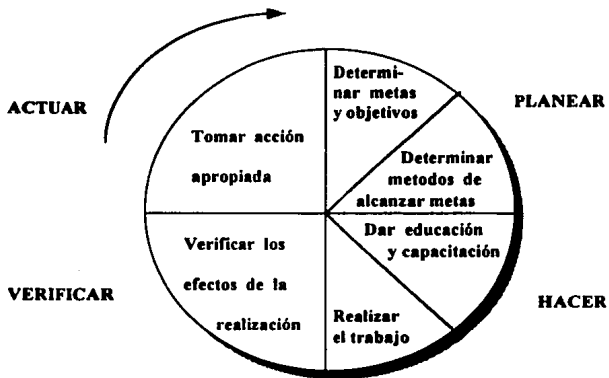 ACTUAR
PLANEAR
Determi-
nar metas
y objetivos
Determinar
metodos de
alcanzar metas
Dar educación
y capacitación
HACER
Realizar
el trabajo
VERIFICAR
Verificar los
efectos de la
realización
Tomar acción
apropiada